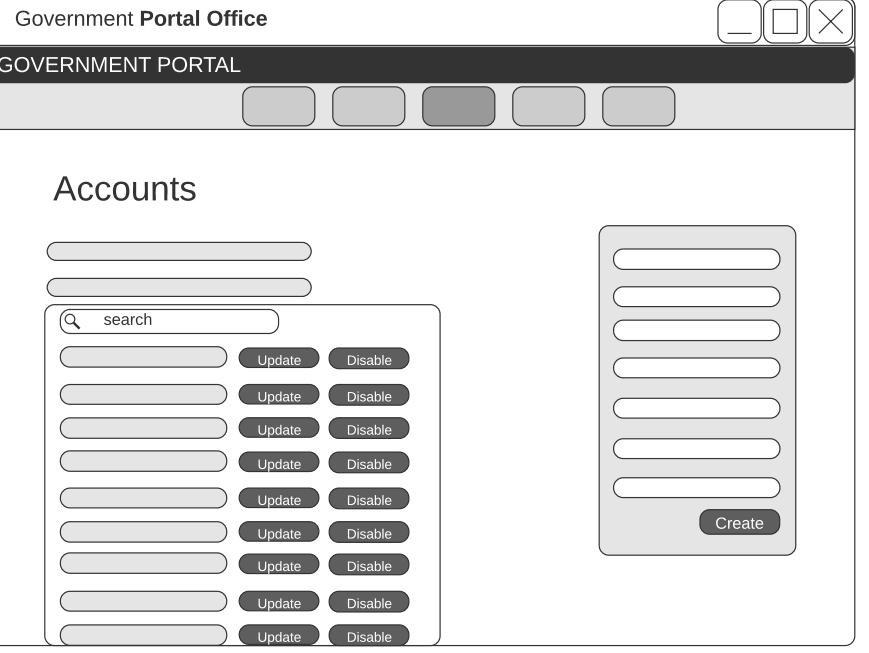 Government Portal Office
GOVERNMENT PORTAL
Accounts
search
Update Disable
Update Disable
Update Disable
Update Disable
Update Disable
Update Disable
Update Disable
Update Disable
Update Disable
Create